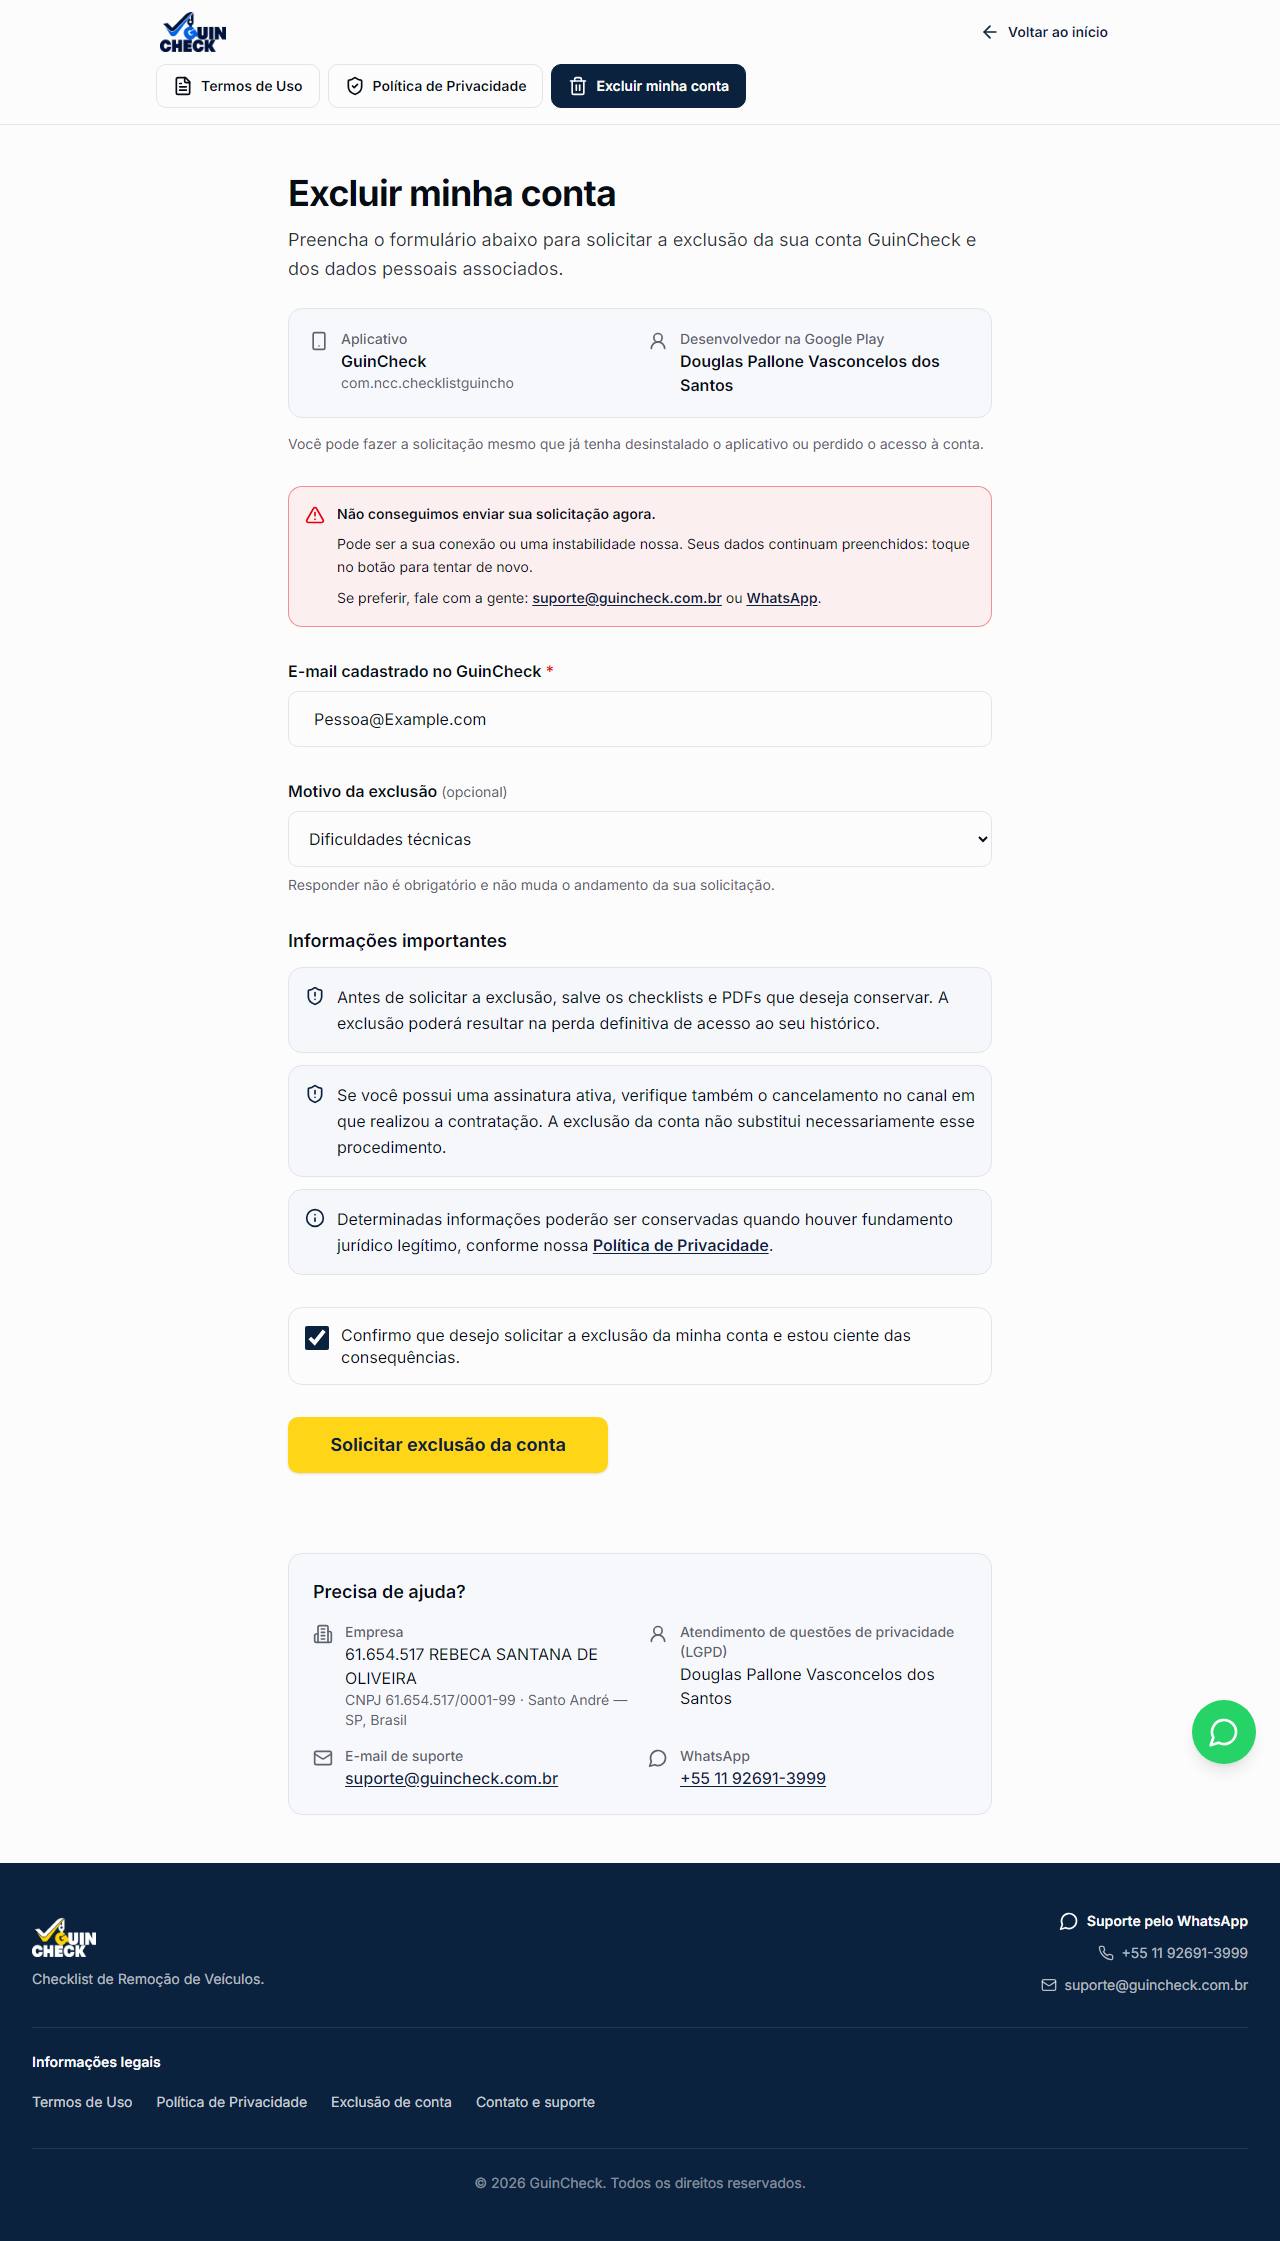 GUIN
CHECK
Voltar ao início
Termos de Uso
Política de Privacidade
Excluir minha conta
Excluir minha conta
Preencha o formulário abaixo para solicitar a exclusão da sua conta GuinCheck e
dos dados pessoais associados.
Aplicativo
GuinCheck
com.ncc.checklistguincho
Desenvolvedor na Google Play
Douglas Pallone Vasconcelos dos
Santos
Você pode fazer a solicitação mesmo que já tenha desinstalado o aplicativo ou perdido o acesso à conta.
Não conseguimos enviar sua solicitação agora.
Pode ser a sua conexão ou uma instabilidade nossa. Seus dados continuam preenchidos: toque
no botão para tentar de novo.
Se preferir, fale com a gente: suporte@guincheck.com.br ou WhatsApp.
E-mail cadastrado no GuinCheck *
Pessoa@Example.com
Motivo da exclusão (opcional)
Dificuldades técnicas
Responder não é obrigatório e não muda o andamento da sua solicitação.
Informações importantes
Antes de solicitar a exclusão, salve os checklists e PDFs que deseja conservar. A
exclusão poderá resultar na perda definitiva de acesso ao seu histórico.
Se você possui uma assinatura ativa, verifique também o cancelamento no canal em
que realizou a contratação. A exclusão da conta não substitui necessariamente esse
procedimento.
Determinadas informações poderão ser conservadas quando houver fundamento
jurídico legítimo, conforme nossa Política de Privacidade.
Confirmo que desejo solicitar a exclusão da minha conta e estou ciente das
consequências.
Solicitar exclusão da conta
Precisa de ajuda?
Empresa
61.654.517 REBECA SANTANA DE
OLIVEIRA
CNPJ 61.654.517/0001-99 · Santo André —
SP, Brasil
Atendimento de questões de privacidade
(LGPD)
Douglas Pallone Vasconcelos dos
Santos
E-mail de suporte
suporte@guincheck.com.br
WhatsApp
+55 11 92691-3999
GUIN
CHECK
Checklist de Remoção de Veículos.
Suporte pelo WhatsApp
+55 11 92691-3999
suporte@guincheck.com.br
Informações legais
Termos de Uso
Política de Privacidade
Exclusão de conta
Contato e suporte
© 2026 GuinCheck. Todos os direitos reservados.